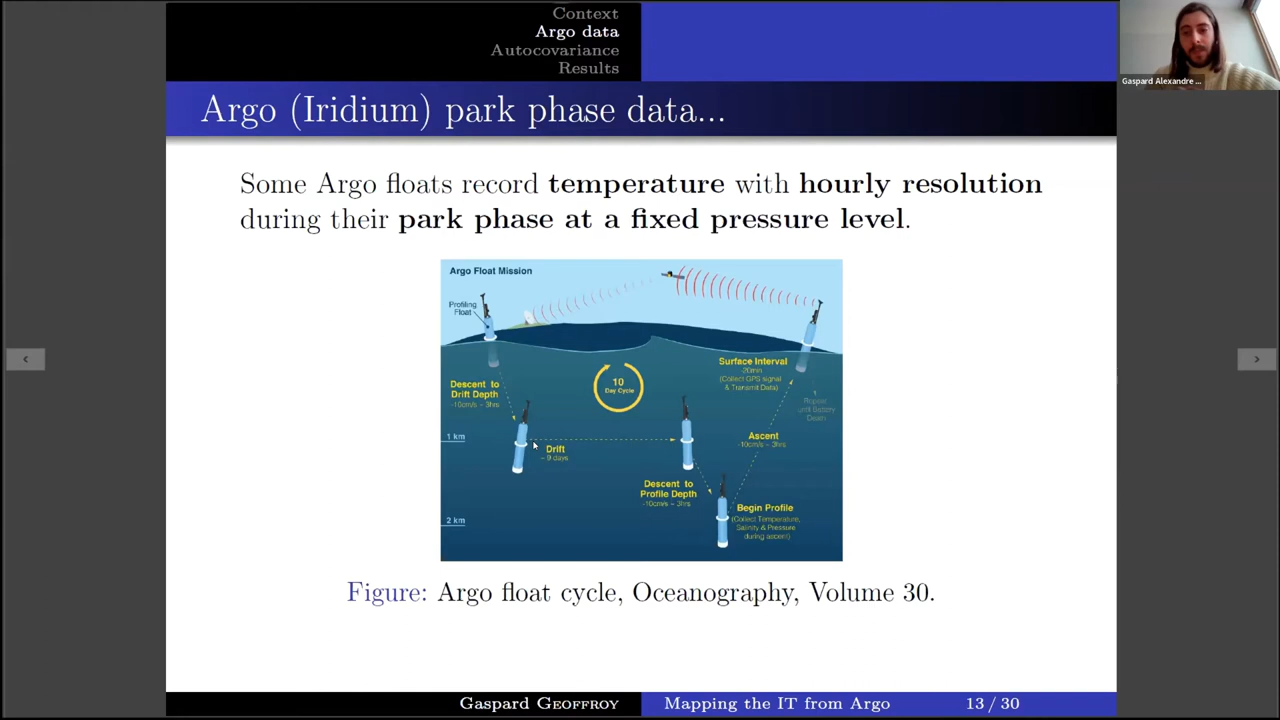 Context
Argo data
Autocovariance
Results
Gaspard Alexandre ...
Argo (Iridium) park phase data...
Some Argo floats record temperature with hourly resolution
during their park phase at a fixed pressure level.
Argo Float Mission
Profiling
Float
10
Day Cycle
Descent to
Drift Depth
~10cm/s ~ 3hrs
1 km
Drift
~ 9 days
Surface Interval
~20mn
(Collect GPS signal
& Transmit Data)
Repeat
until Battery
Down
Ascent
~10cm/s ~ 3hrs
Descent to
Profile Depth
~10cm/s ~ 3hrs
Begin Profile
(Collect Temperature,
Salinity & Pressure
during ascent)
2 km
Figure: Argo float cycle, Oceanography, Volume 30.
Gaspard Geoffroy
Mapping the IT from Argo
13 / 30